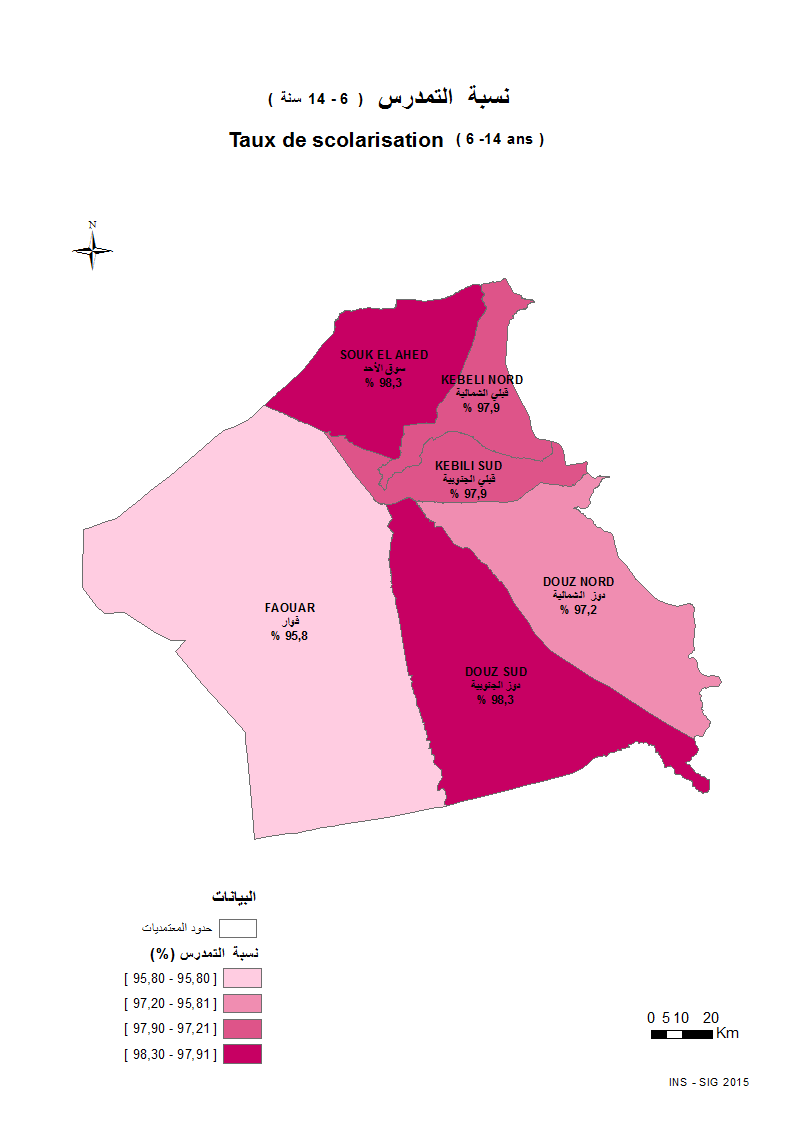 نسبة التمدرس ( 6 - 14 سنة )
Taux de scolarisation ( 6 -14 ans )
N
SOUK EL AHED
سوق الأحد
% 98,3
KEBELI NORD
قبلي الشمالية
% 97,9
KEBILI SUD
قبلي الجنوبية
% 97,9
DOUZ NORD
دوز الشمالية
% 97,2
FAOUAR
فوار
% 95,8
DOUZ SUD
دوز الجنوبية
% 98,3
البيانات
حدود المعتمديات
نسبة التمدرس (%)
[ 95,80 - 95,80 ]
[ 97,20 - 95,81 ]
[ 97,90 - 97,21 ]
[ 98,30 - 97,91 ]
0 5 10 20
Km
INS - SIG 2015